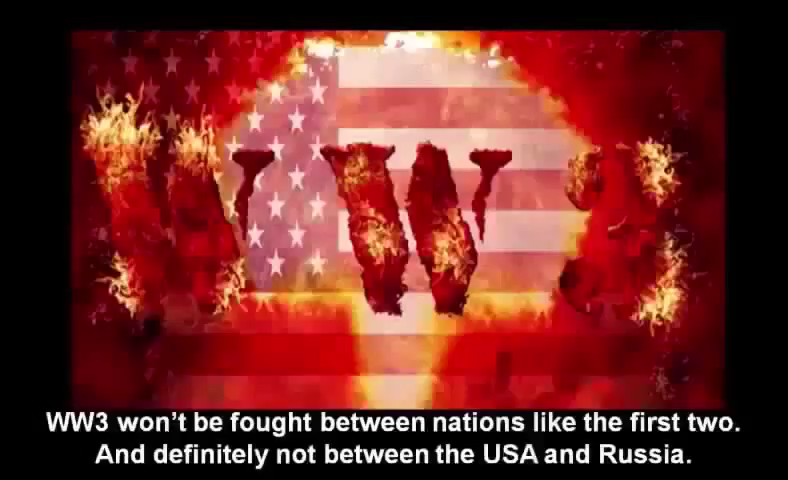 WW3
WW3 won't be fought between nations like the first two.
And definitely not between the USA and Russia.